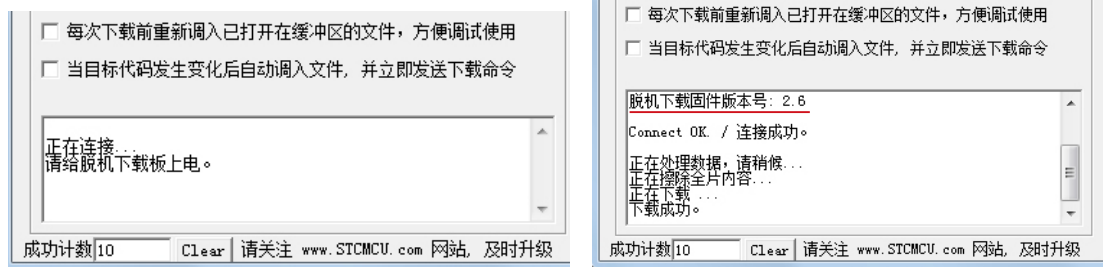 每次下载前重新调入已打开在缓冲区的文件，方便调试使用
当目标代码发生变化后自动调入文件，并立即发送下载命令
正在连接...
请给脱机下载板上电。
成功计数 10 Clear 请关注 www.STCMCU.com 网站，及时升级
每次下载前重新调入已打开在缓冲区的文件，方便调试使用
当目标代码发生变化后自动调入文件，并立即发送下载命令
脱机下载固件版本号: 2.6
Connect OK. / 连接成功。
正在处理数据，请稍候...
正在擦除全片内容...
正在下载 ...
下载成功。
成功计数 10 Clear 请关注 www.STCMCU.com 网站，及时升级